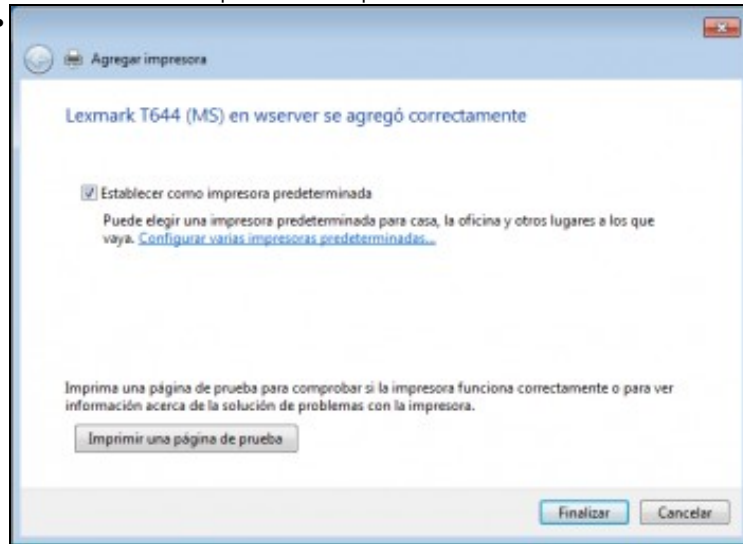 Agregar impresora
Lexmark T644 (MS) en wserver se agregó correctamente
Establecer como impresora predeterminada
Puede elegir una impresora predeterminada para casa, la oficina y otros lugares a los que
vaya. Configurar varias impresoras predeterminadas...
Imprima una página de prueba para comprobar si la impresora funciona correctamente o para ver
información acerca de la solución de problemas con la impresora.
Imprimir una página de prueba
Finalizar Cancelar